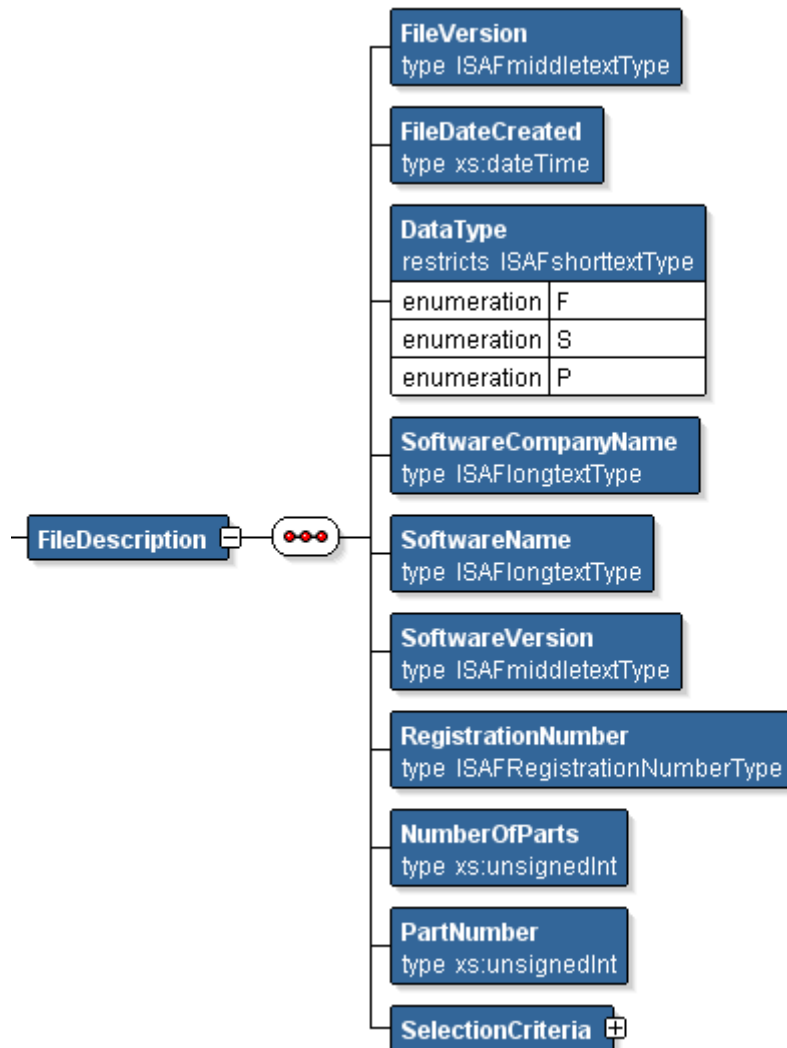 FileVersion
type ISAFmiddletextType
FileDateCreated
type xs:dateTime
DataType
restricts ISAFshorttextType
enumeration F
enumeration S
enumeration P
SoftwareCompanyName
type ISAFlongtextType
FileDescription
SoftwareName
type ISAFlongtextType
SoftwareVersion
type ISAFmiddletextType
RegistrationNumber
type ISAFRegistrationNumberType
NumberOfParts
type xs:unsignedInt
PartNumber
type xs:unsignedInt
SelectionCriteria